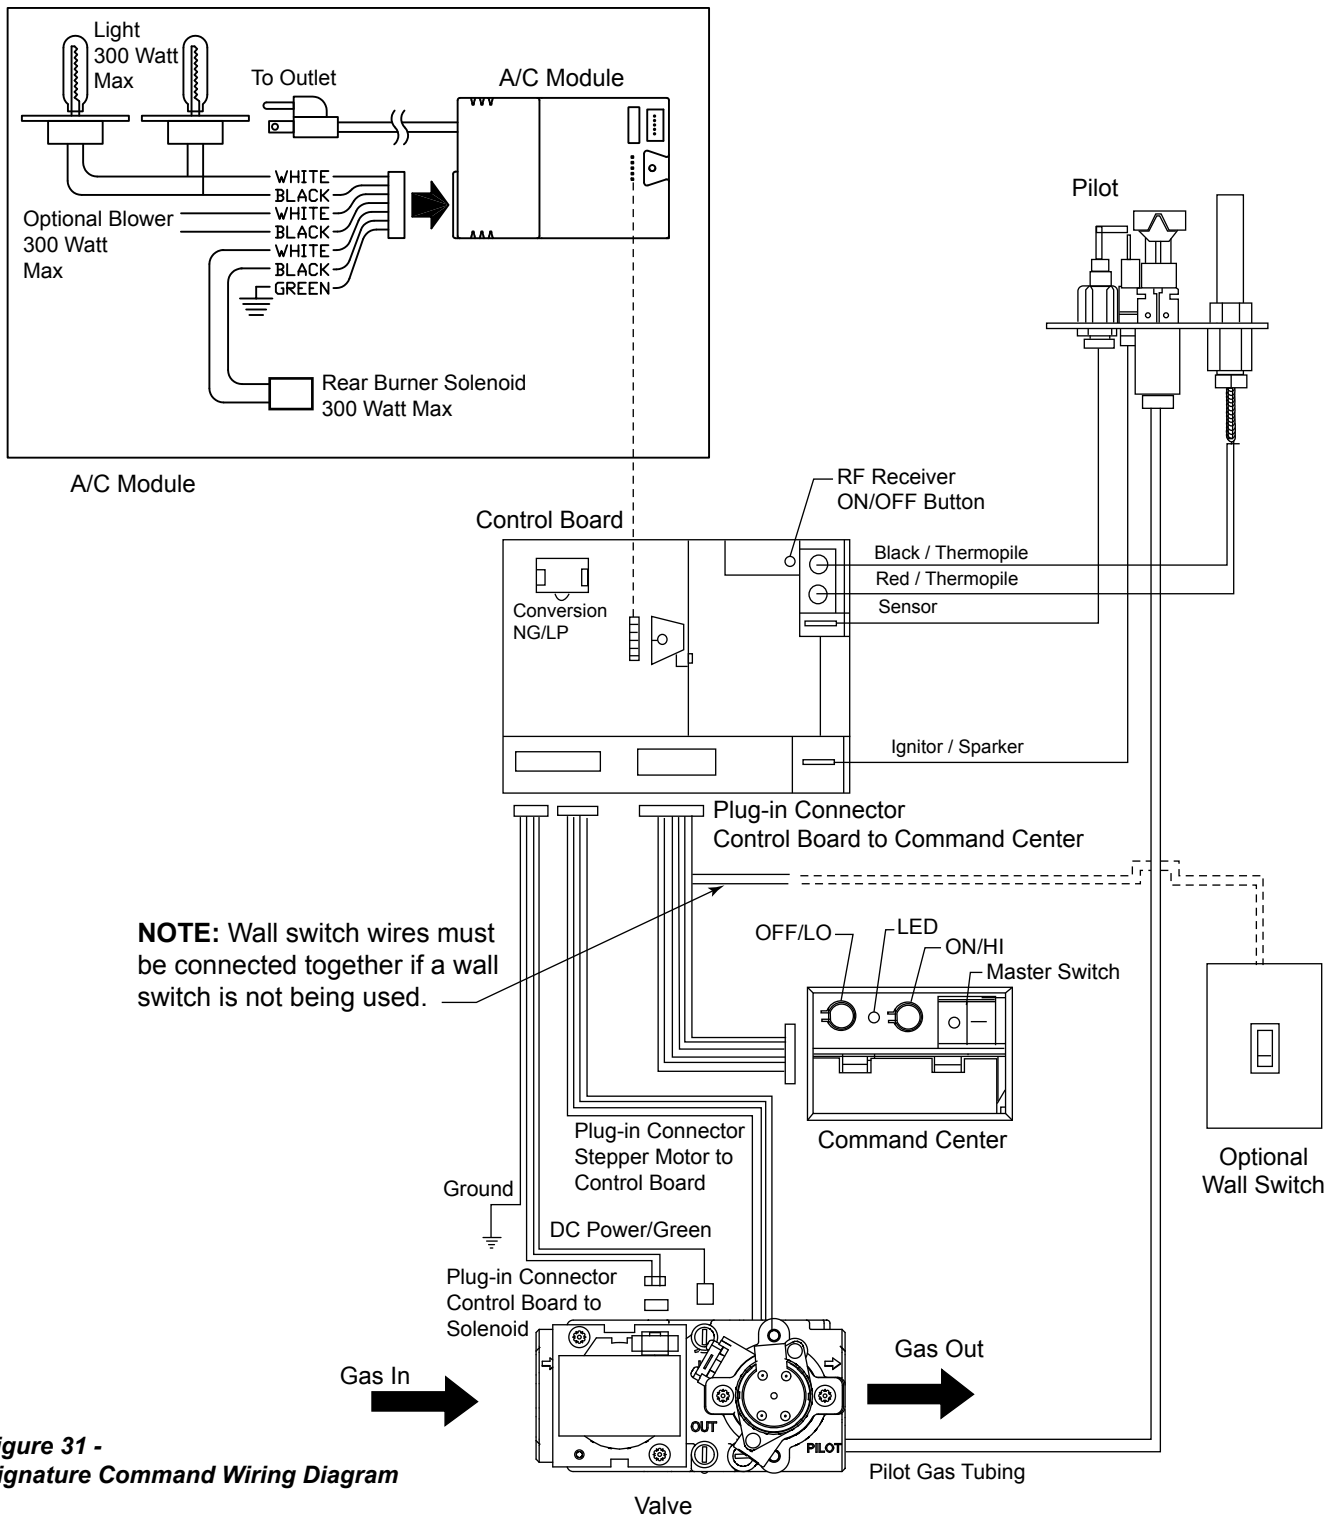 Light
300 Watt
Max
To Outlet
A/C Module
WHITE
BLACK
WHITE
BLACK
WHITE
BLACK
GREEN
Optional Blower
300 Watt
Max
Rear Burner Solenoid
300 Watt Max
A/C Module
Pilot
RF Receiver
ON/OFF Button
Control Board
Black / Thermopile
Red / Thermopile
Sensor
Conversion
NG/LP
Ignitor / Sparker
Plug-in Connector
Control Board to Command Center
NOTE: Wall switch wires must
be connected together if a wall
switch is not being used.
OFF/LO
LED
ON/HI
Master Switch
Command Center
Optional
Wall Switch
Plug-in Connector
Stepper Motor to
Control Board
Ground
DC Power/Green
Plug-in Connector
Control Board to
Solenoid
Gas In
Gas Out
OUT
PILOT
Pilot Gas Tubing
Valve
igure 31 -
ignature Command Wiring Diagram